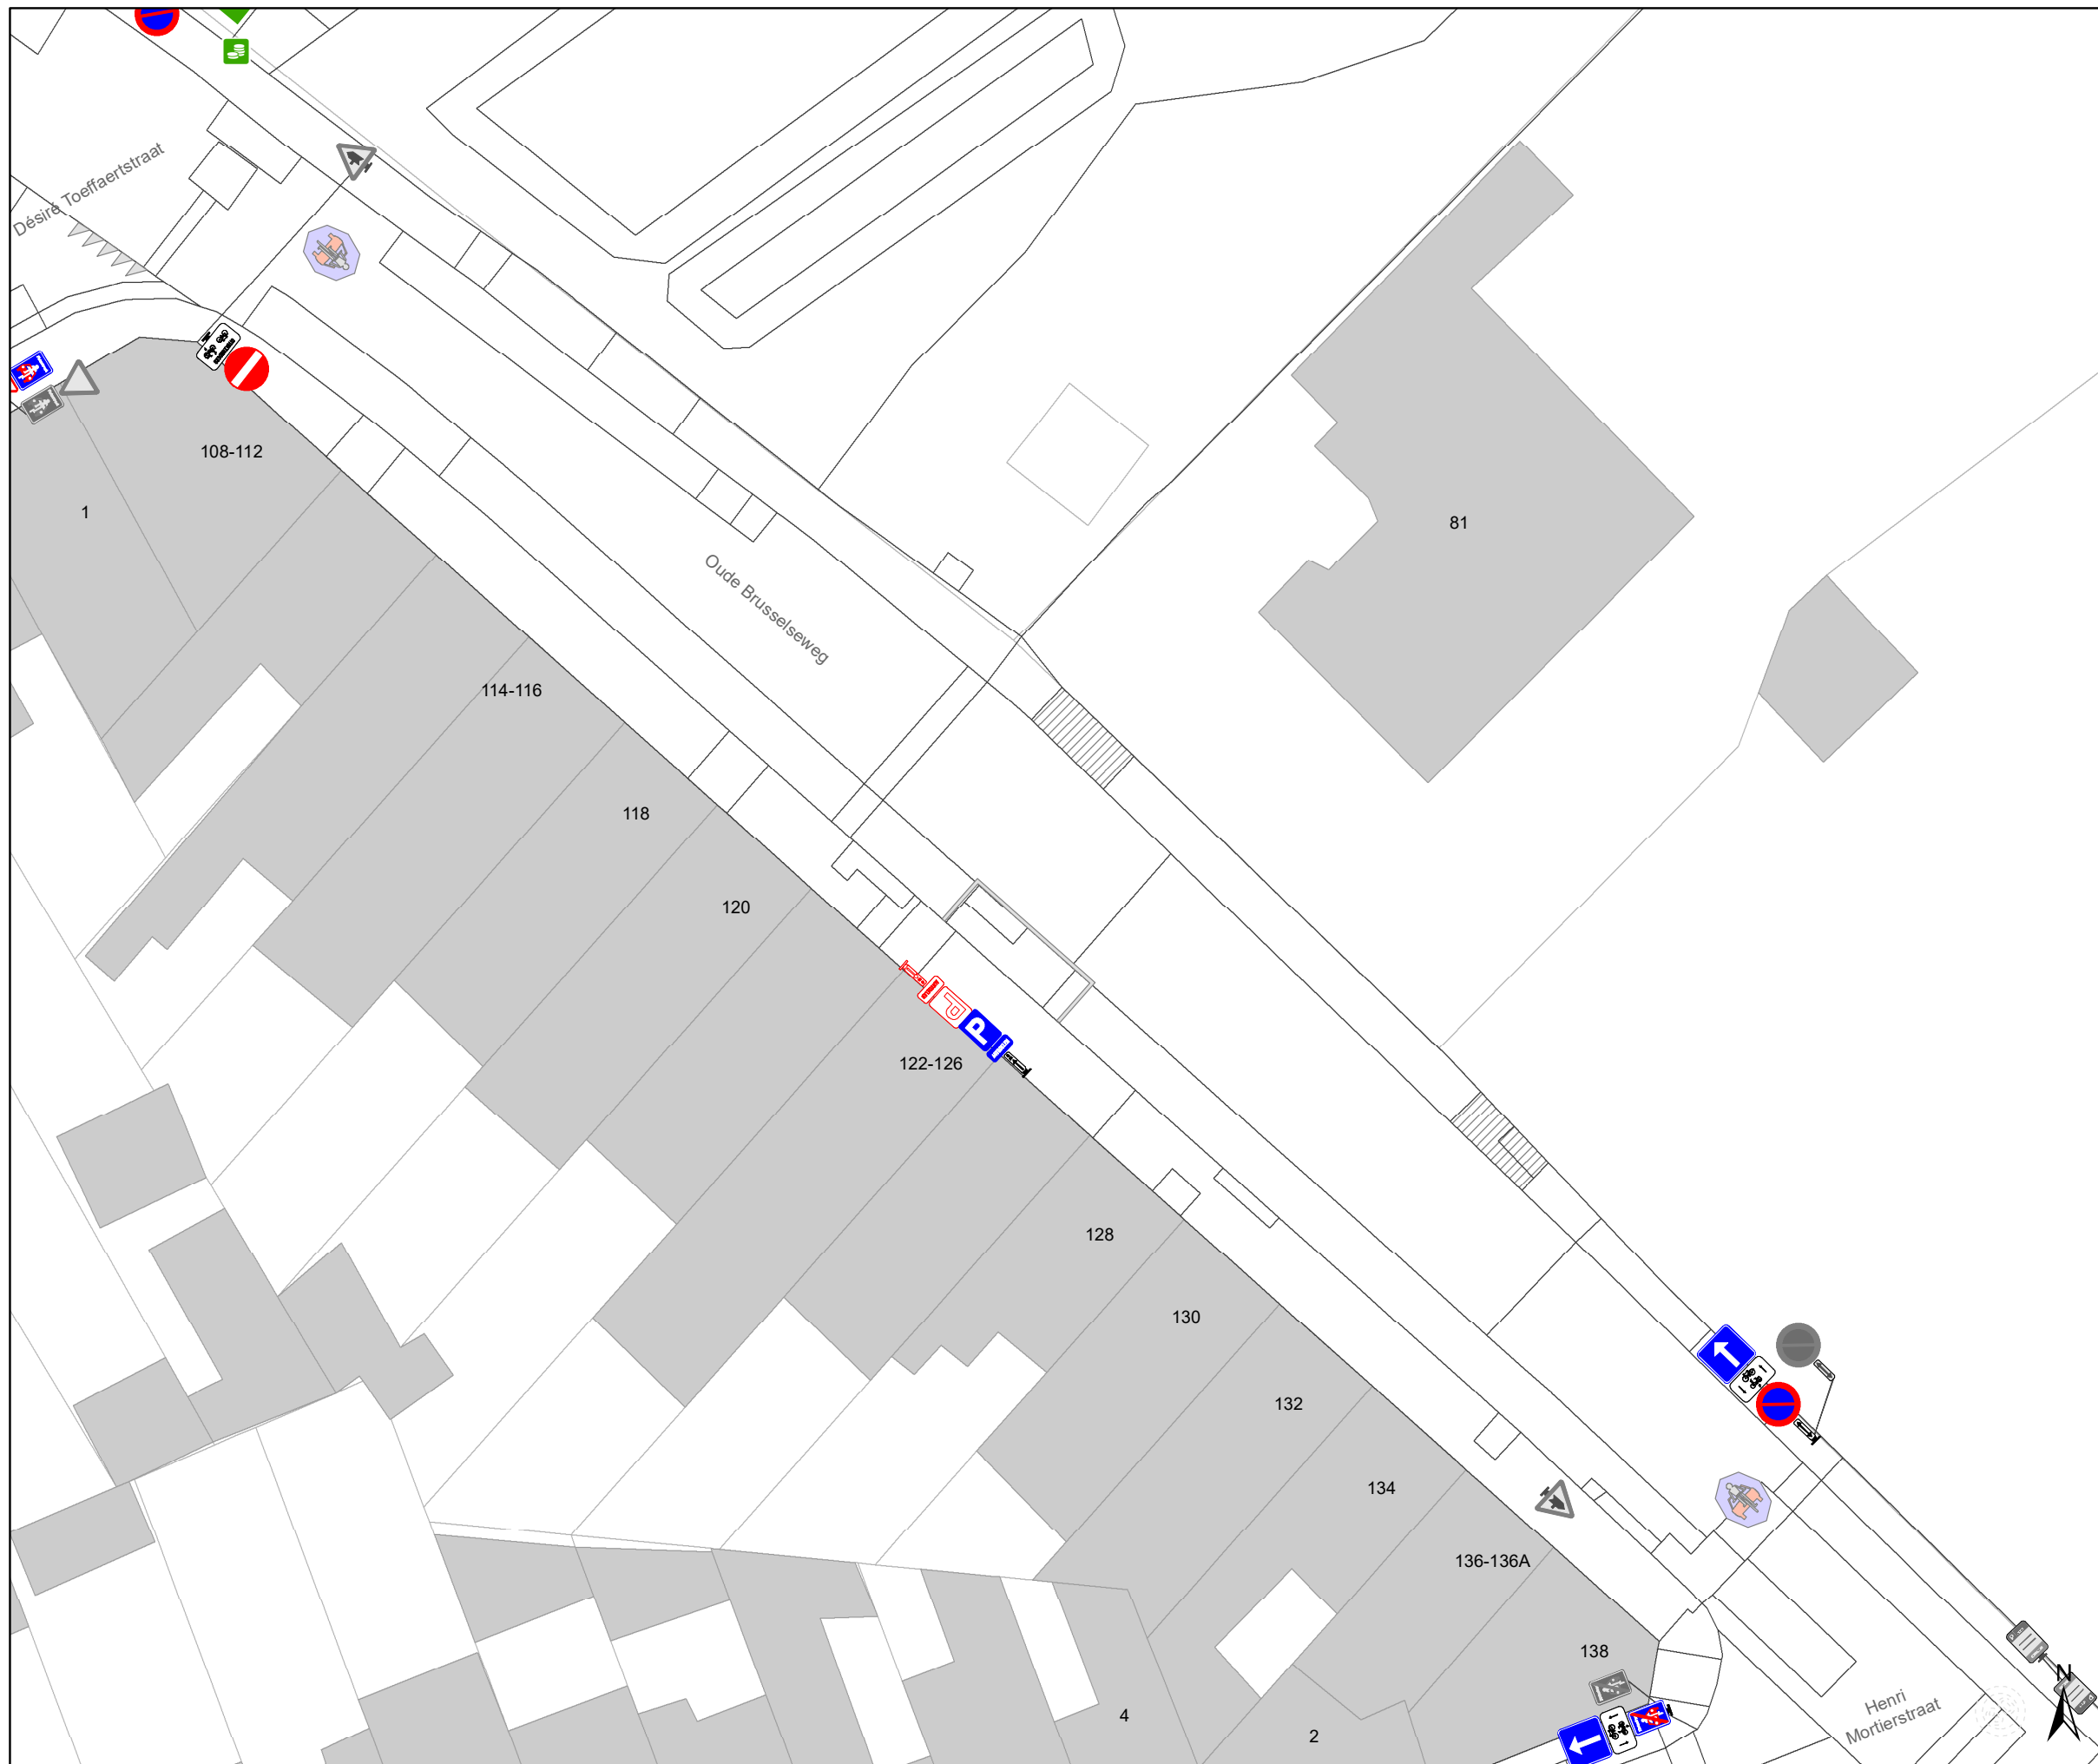 Désiré Toeffaertstraat
108-112
1
81
Oude Brusselseweg
114-116
118
120
P
P
122-126
128
130
132
134
136-136A
138
Henri
Mortierstraat
N
4
2